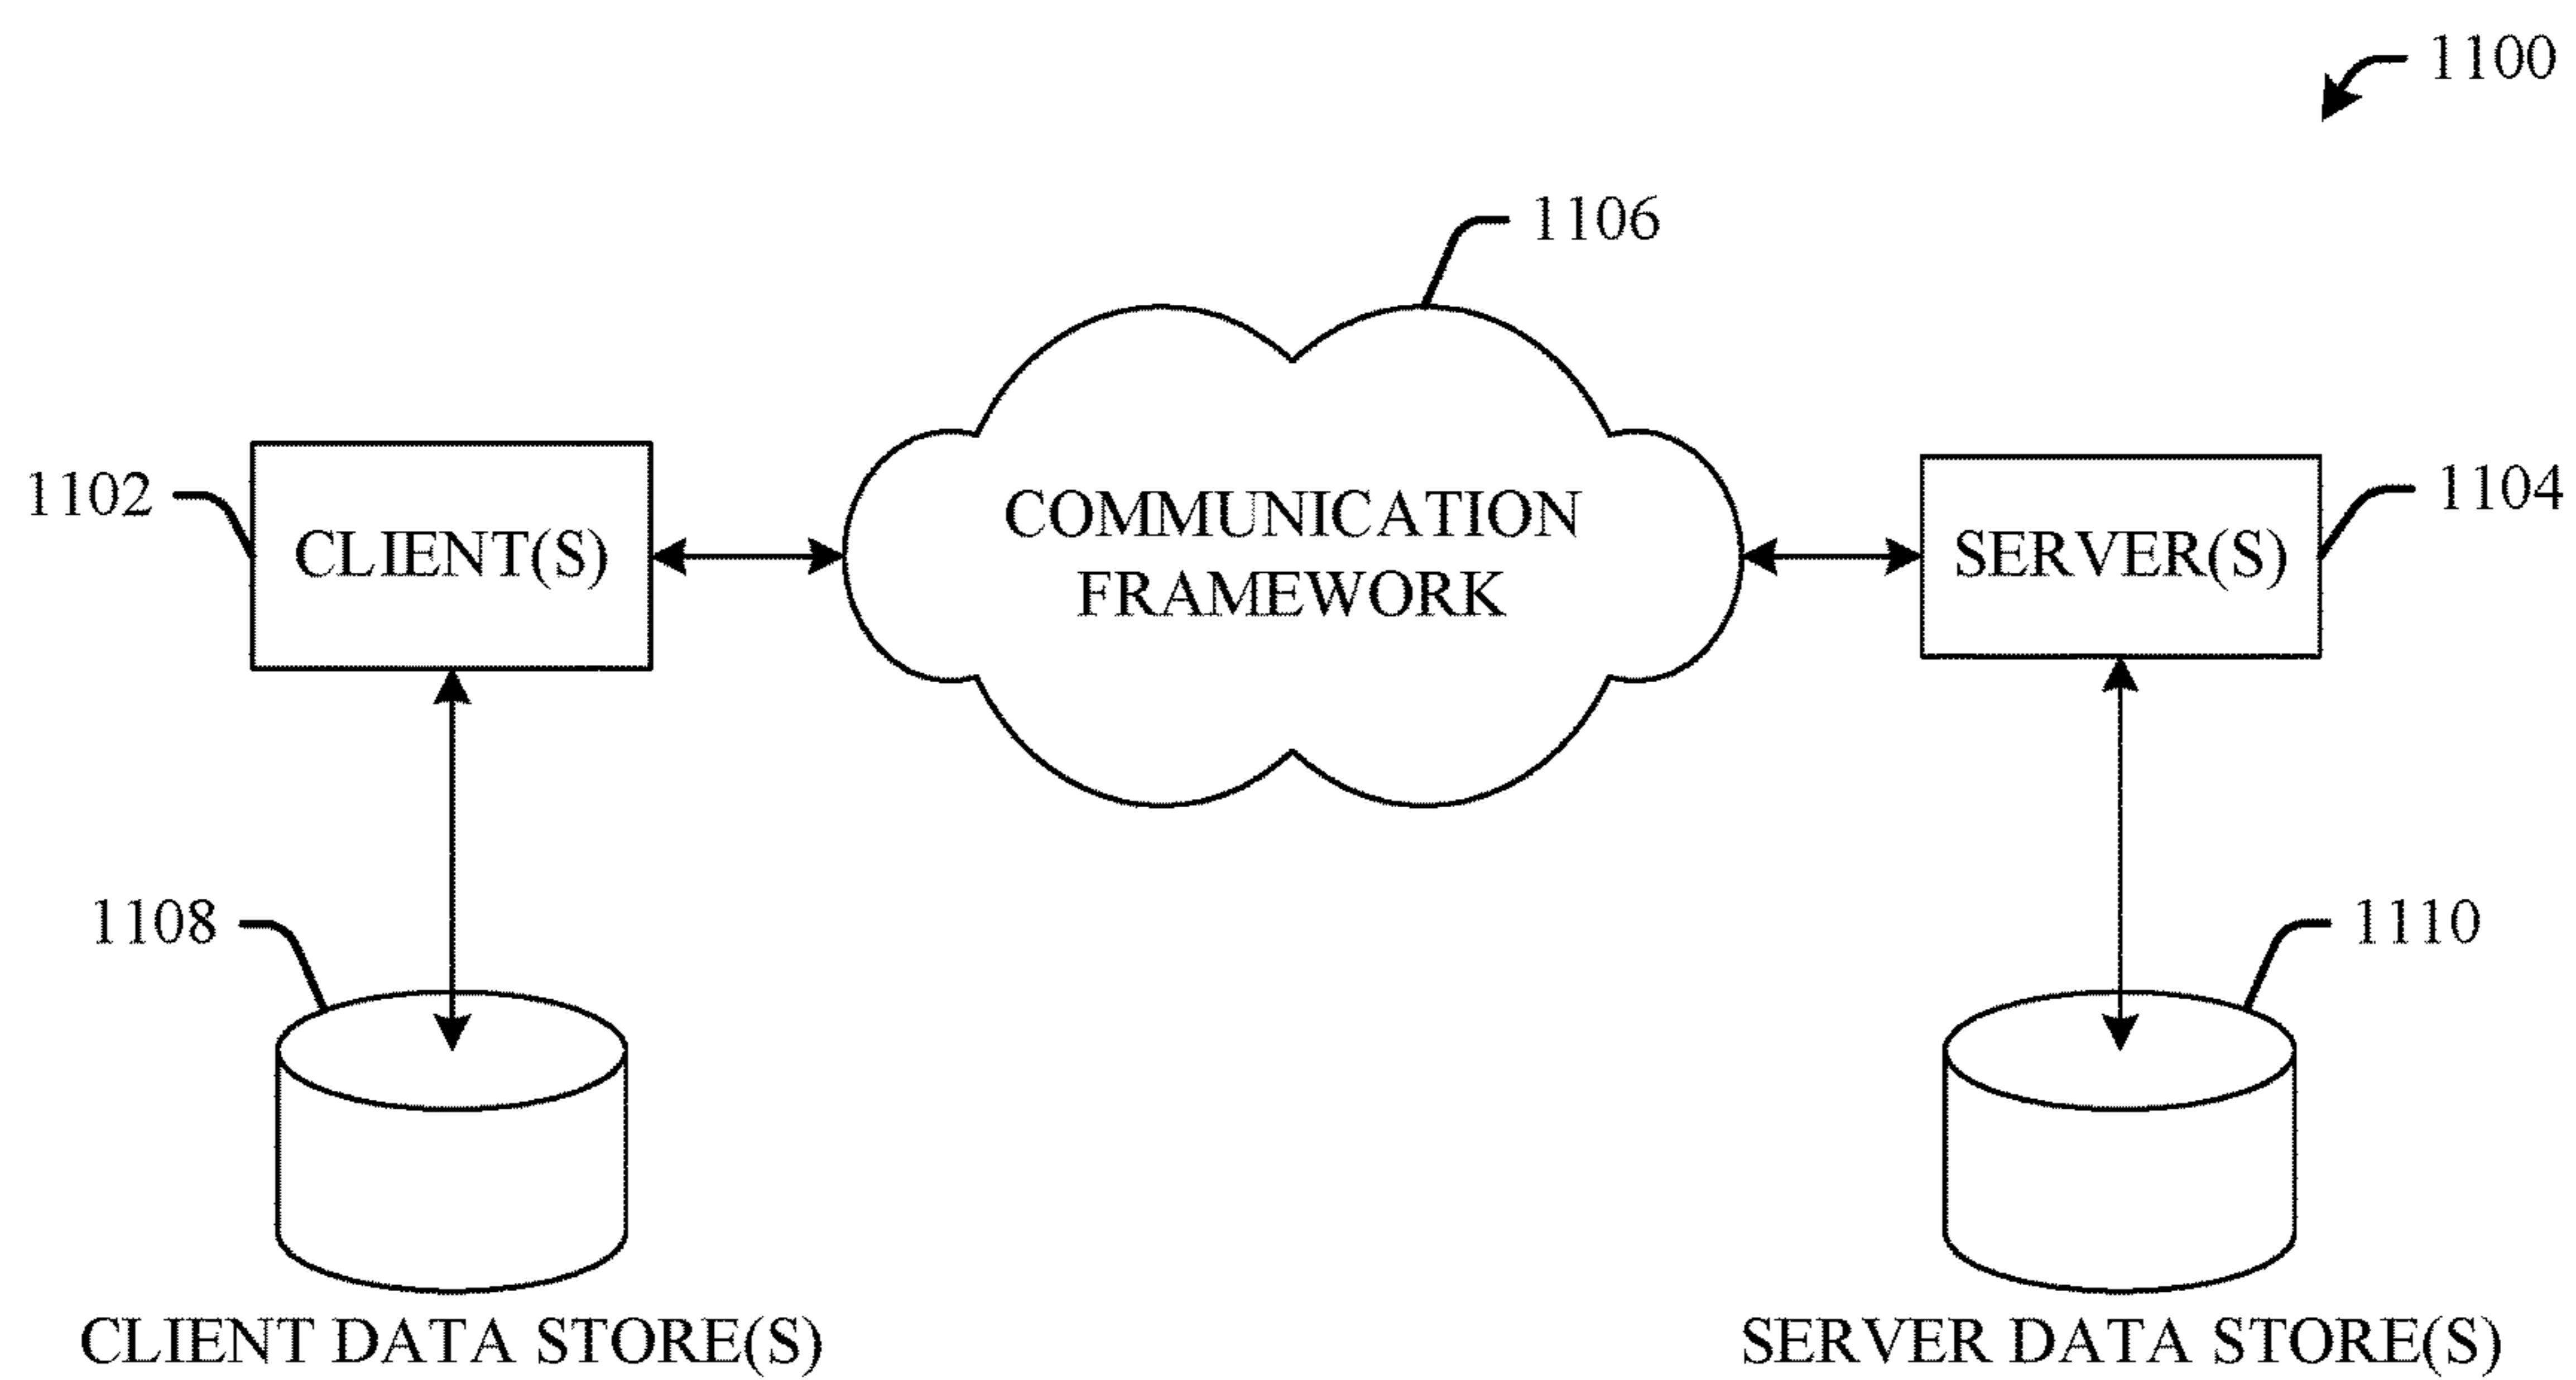 1100
1106
1102
CLIENT(S)
COMMUNICATION
FRAMEWORK
SERVER(S)
1104
1108
1110
CLIENT DATA STORE(S)
SERVER DATA STORE(S)